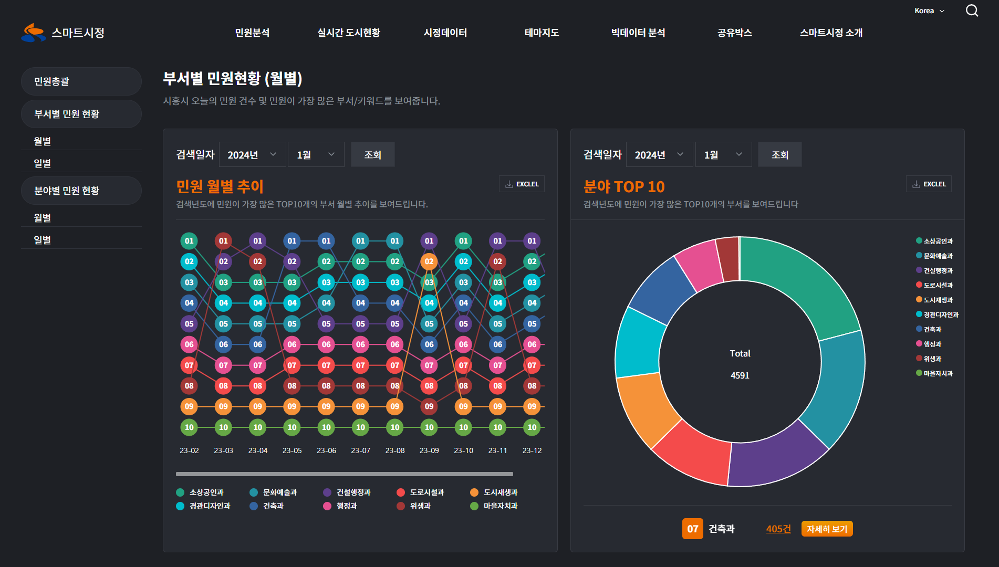 Korea
스마트시정
민원분석 실시간 도시현황 시정데이터 테마지도 빅데이터 분석 공유박스 스마트시정 소개
민원총괄
부서별 민원 현황
월별
일별
분야별 민원 현황
월별
일별
부서별 민원현황 (월별)
시흥시 오늘의 민원 건수 및 민원이 가장 많은 부서/키워드를 보여줍니다.
검색일자 2024년 1월 조회
민원 월별 추이
EXCLEL
검색년도에 민원이 가장 많은 TOP10개의 부서 월별 추이를 보여드립니다.
01 01 01 01 01 01 01 01 01 01 01
02 02 02 02 02 02 02 02 02 02 02
03 03 03 03 03 03 03 03 03 03 03
04 04 04 04 04 04 04 04 04 04 04
05 05 05 05 05 05 05 05 05 05 05
06 06 06 06 06 06 06 06 06 06 06
07 07 07 07 07 07 07 07 07 07 07
08 08 08 08 08 08 08 08 08 08 08
09 09 09 09 09 09 09 09 09 09 09
10 10 10 10 10 10 10 10 10 10 10
23-02 23-03 23-04 23-05 23-06 23-07 23-08 23-09 23-10 23-11 23-12
소상공인과 문화예술과 건설행정과 도로시설과 도시재생과
경관디자인과 건축과 행정과 위생과 마을자치과
검색일자 2024년 1월 조회
분야 TOP 10
EXCLEL
검색년도에 민원이 가장 많은 TOP10개의 부서를 보여드립니다
Total
4591
소상공인과
문화예술과
건설행정과
도로시설과
도시재생과
경관디자인과
건축과
행정과
위생과
마을자치과
07 건축과 405건 자세히 보기